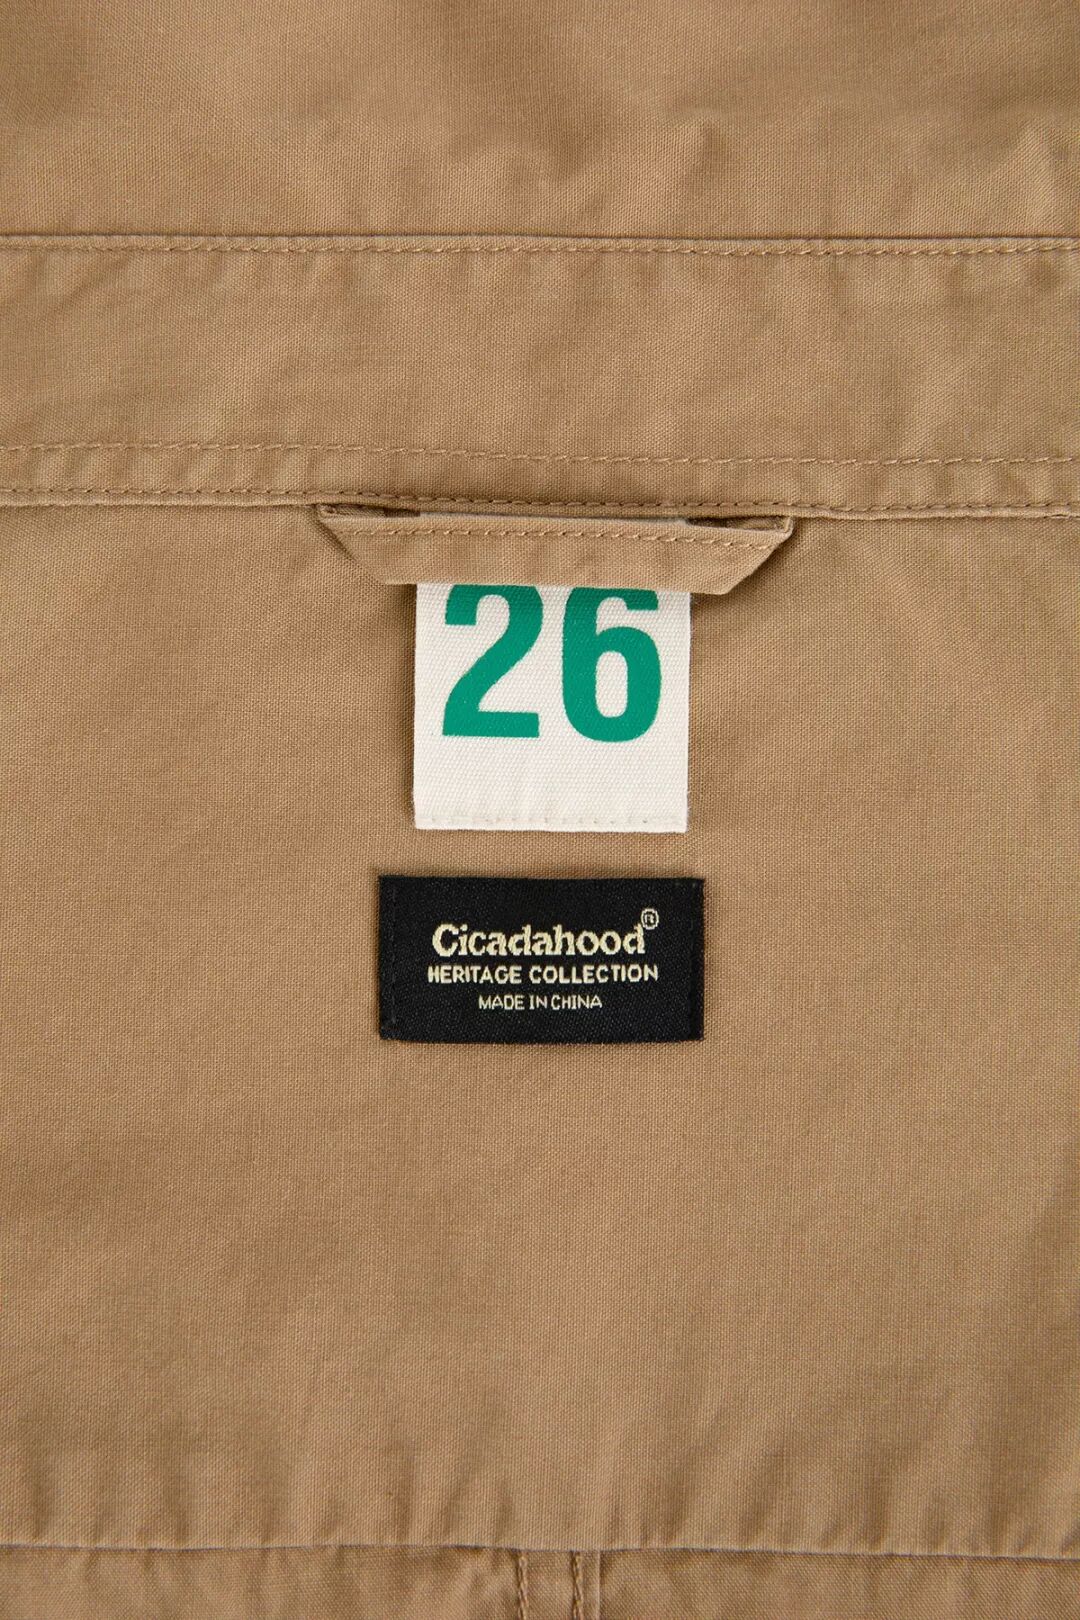 26
Cicadahood®
HERITAGE COLLECTION
MADE IN CHINA